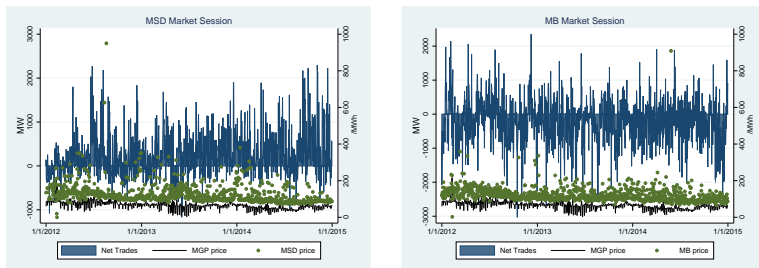 MSD Market Session
3000
2000
1000
0
-1000
MW
1000
800
600
400
200
0
/MWh
1/1/2012
1/1/2013
1/1/2014
1/1/2015
Net Trades
MGP price
MSD price
MB Market Session
2000
1000
0
-1000
-2000
-3000
MW
1000
800
600
400
200
0
/MWh
1/1/2012
1/1/2013
1/1/2014
1/1/2015
Net Trades
MGP price
MB price